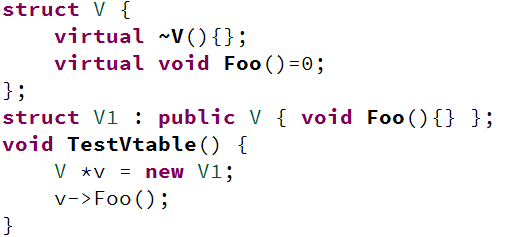 struct V {
    virtual ~V(){};
    virtual void Foo()=0;
};
struct V1 : public V { void Foo(){} };
void TestVtable() {
    V *v = new V1;
    v->Foo();
}